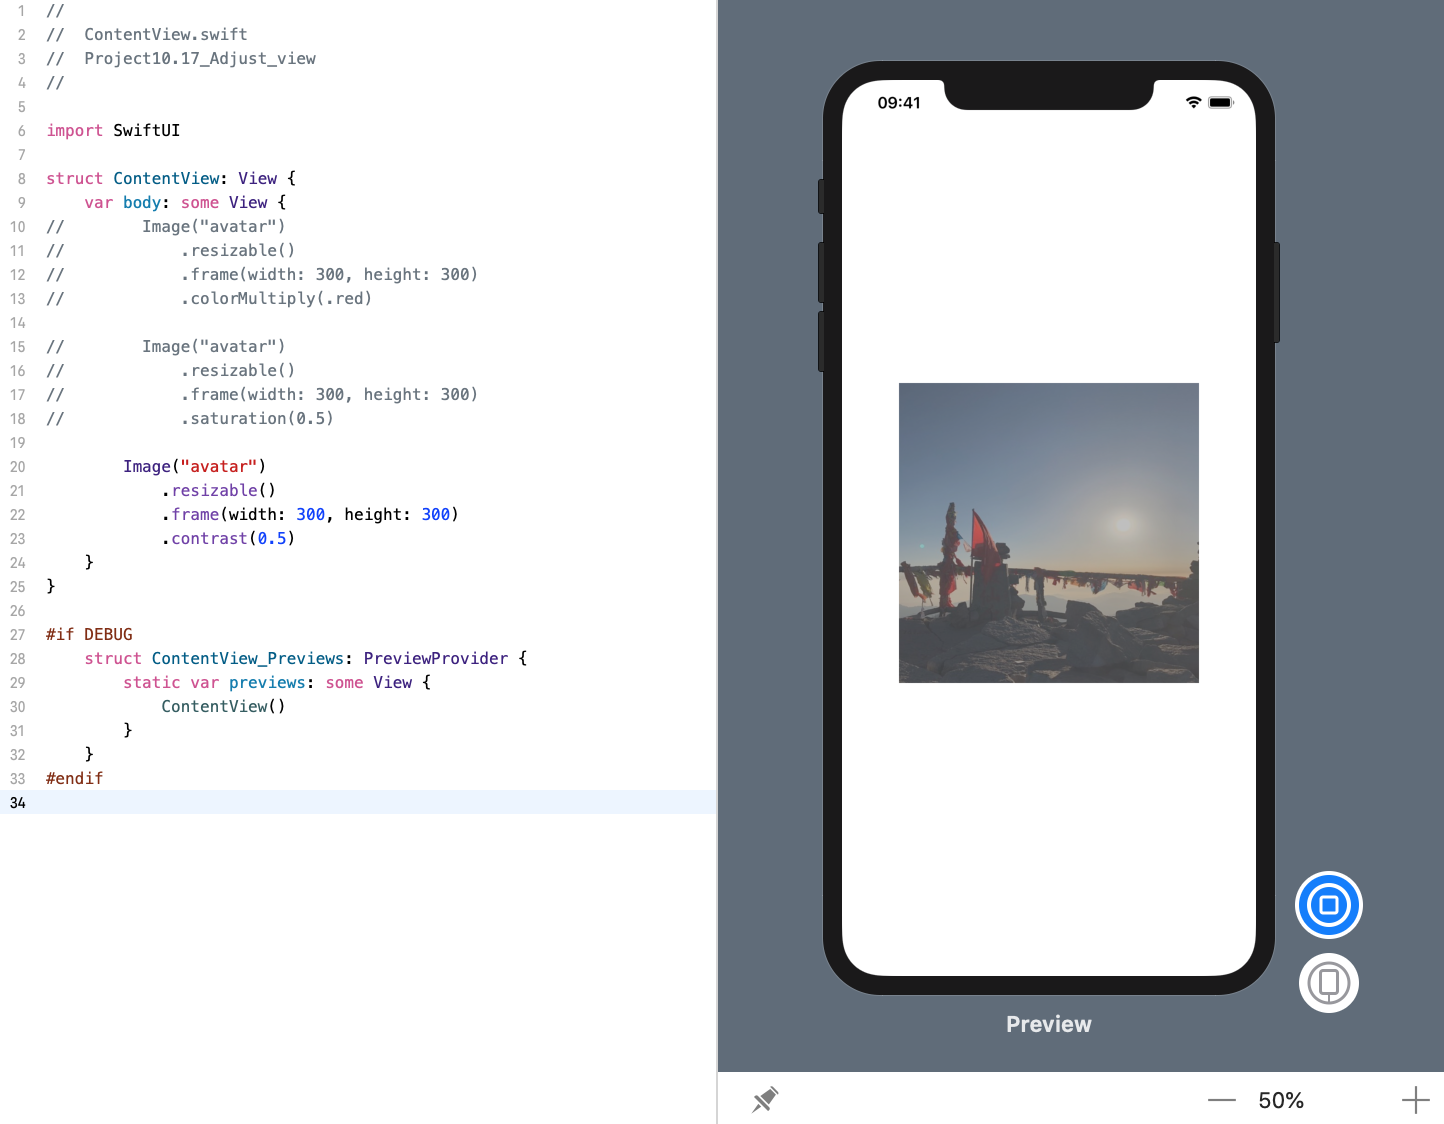 1 //
2 //  ContentView.swift
3 //  Project10.17_Adjust_view
4 //
5
6 import SwiftUI
7
8 struct ContentView: View {
9     var body: some View {
10 //        Image("avatar")
11 //            .resizable()
12 //            .frame(width: 300, height: 300)
13 //            .colorMultiply(.red)
14
15 //        Image("avatar")
16 //            .resizable()
17 //            .frame(width: 300, height: 300)
18 //            .saturation(0.5)
19
20         Image("avatar")
21             .resizable()
22             .frame(width: 300, height: 300)
23             .contrast(0.5)
24     }
25 }
26
27 #if DEBUG
28     struct ContentView_Previews: PreviewProvider {
29         static var previews: some View {
30             ContentView()
31         }
32     }
33 #endif
34
09:41
Preview
50%